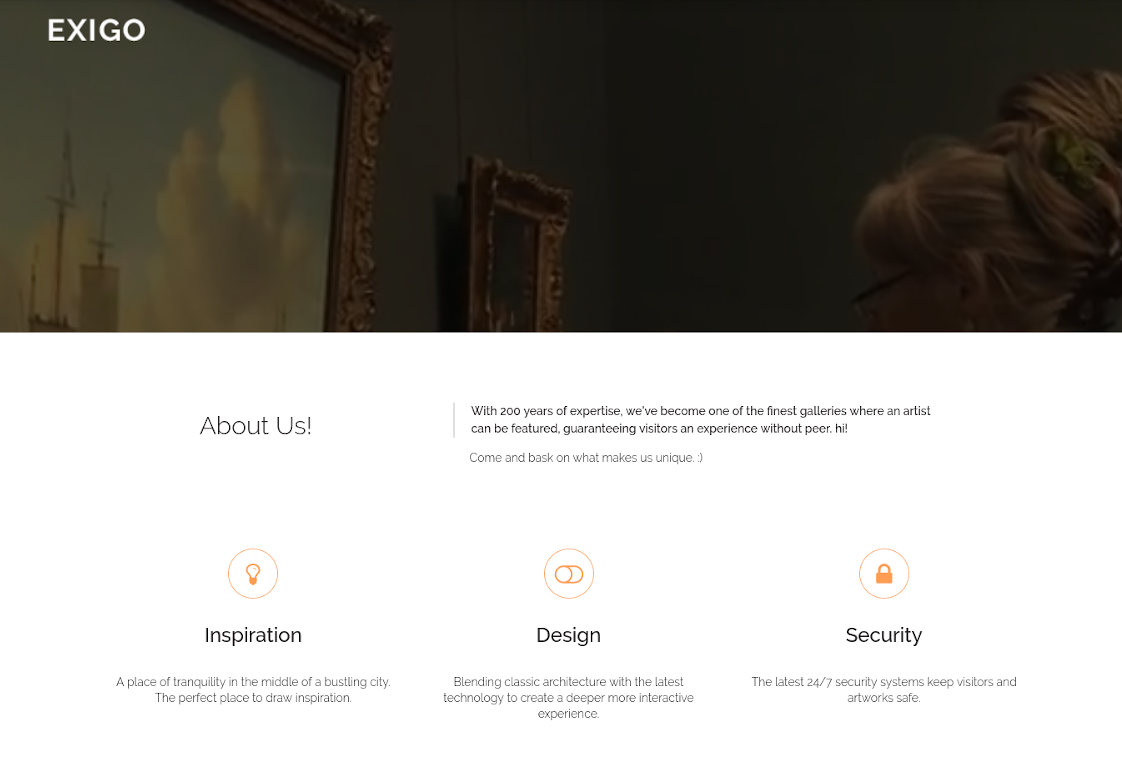 EXIGO
About Us!
With 200 years of expertise, we've become one of the finest galleries where an artist
can be featured, guaranteeing visitors an experience without peer. hi!
Come and bask on what makes us unique. :)
Inspiration
A place of tranquility in the middle of a bustling city.
The perfect place to draw inspiration.
Design
Blending classic architecture with the latest
technology to create a deeper more interactive
experience.
Security
The latest 24/7 security systems keep visitors and
artworks safe.